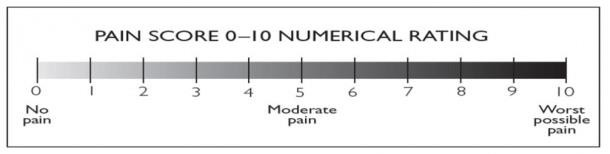 PAIN SCORE 0–10 NUMERICAL RATING
0 1 2 3 4 5 6 7 8 9 10
No pain
Moderate pain
Worst possible pain